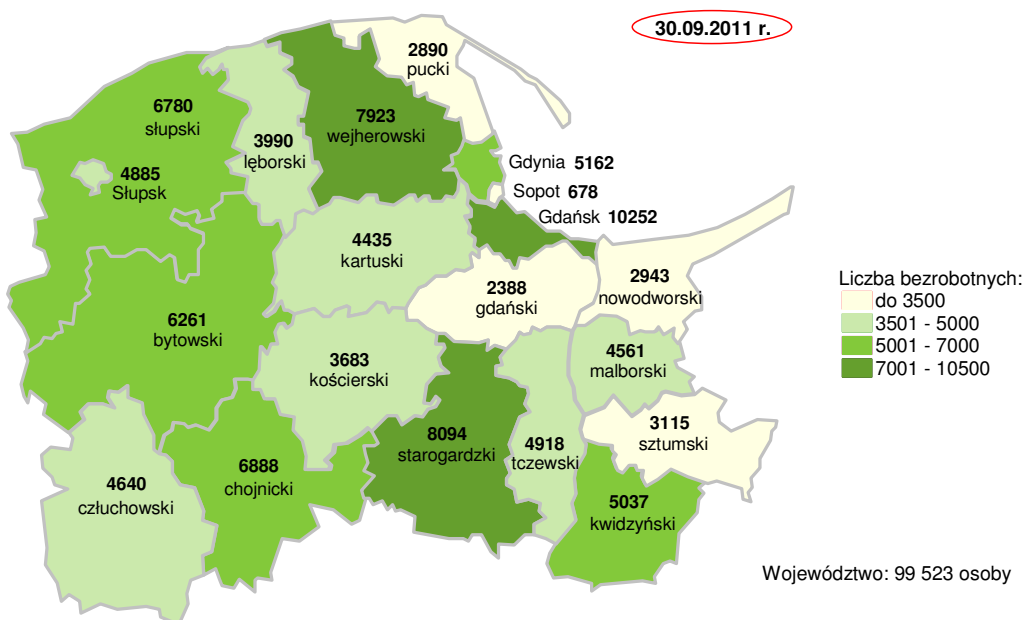 30.09.2011 r.
2890
pucki
6780
słupski
7923
wejherowski
3990
lęborski
4885
Słupsk
Gdynia 5162
Sopot 678
Gdańsk 10252
4435
kartuski
2388
gdański
2943
nowodworski
6261
bytowski
3683
kościerski
4561
malborski
8094
starogardzki
4918
tczewski
3115
sztumski
4640
człuchowski
6888
chojnicki
5037
kwidzyński
Liczba bezrobotnych:
do 3500
3501 - 5000
5001 - 7000
7001 - 10500
Województwo: 99 523 osoby